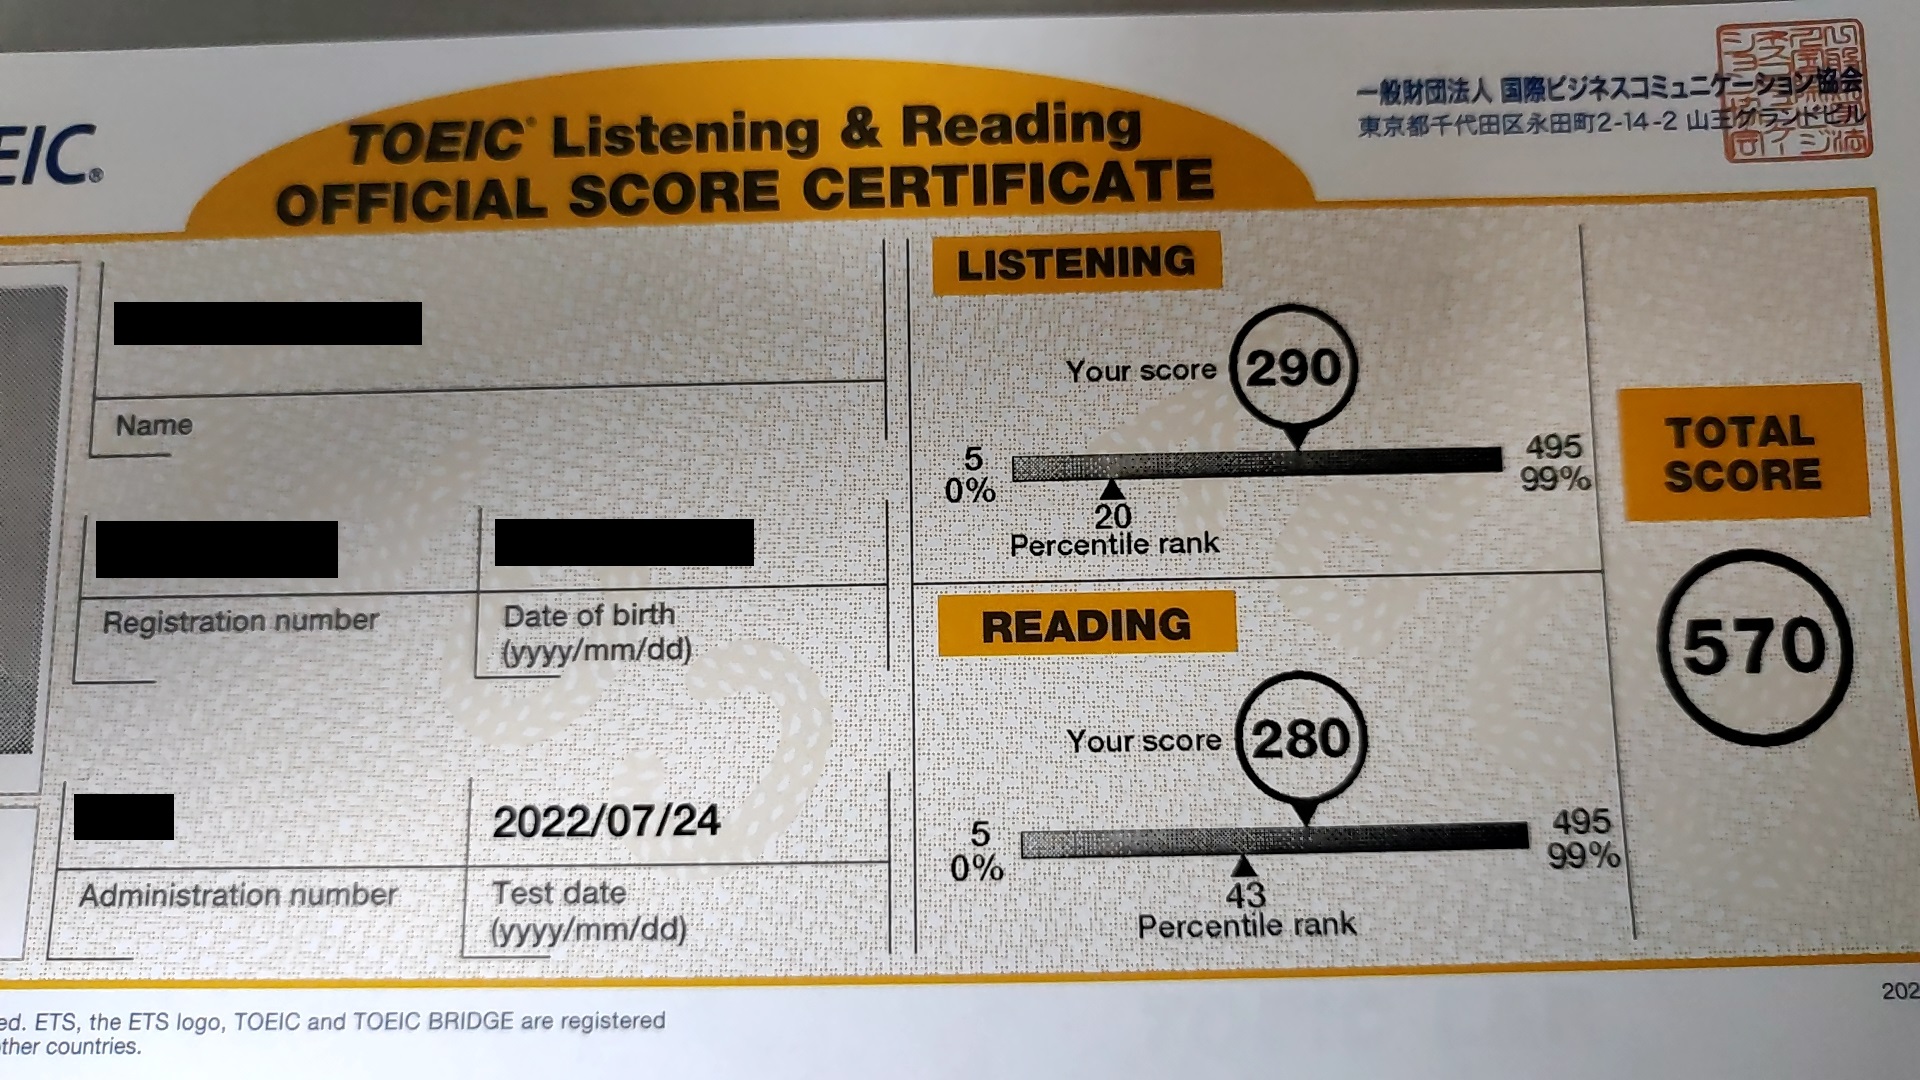 EIC®
TOEIC® Listening & Reading
OFFICIAL SCORE CERTIFICATE
一般財団法人 国際ビジネスコミュニケーション協会
東京都千代田区永田町2-14-2 山王グランドビル
Name
Registration number
Date of birth
(yyyy/mm/dd)
2022/07/24
Administration number
Test date
(yyyy/mm/dd)
LISTENING
Your score 290
5
0%
495
99%
20
Percentile rank
READING
Your score 280
5
0%
495
99%
43
Percentile rank
TOTAL
SCORE
570
202
ed. ETS, the ETS logo, TOEIC and TOEIC BRIDGE are registered
other countries.